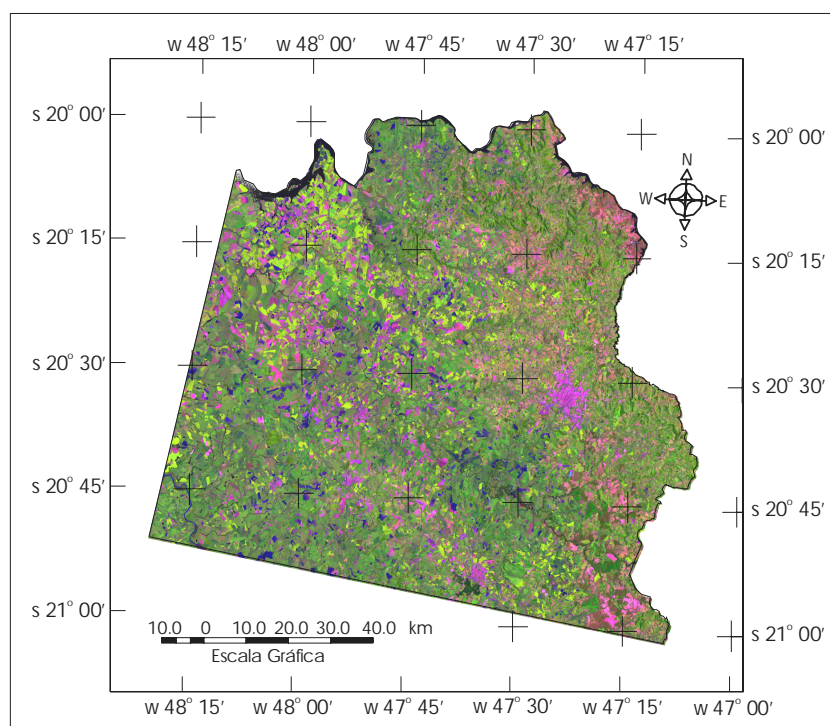 w 48° 15′ w 48° 00′ w 47° 45′ w 47° 30′ w 47° 15′
s 20° 00′
s 20° 00′
N
W E
S
s 20° 15′
s 20° 15′
s 20° 30′
s 20° 30′
s 20° 45′
s 20° 45′
s 21° 00′
s 21° 00′
10.0 0 10.0 20.0 30.0 40.0 km
Escala Gráfica
w 48° 15′ w 48° 00′ w 47° 45′ w 47° 30′ w 47° 15′ w 47° 00′